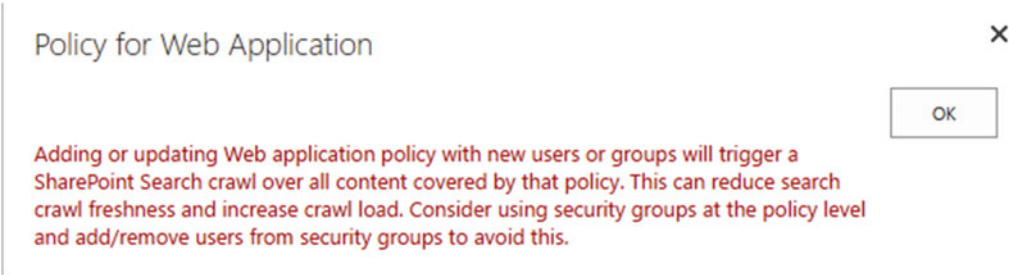 Policy for Web Application
OK
Adding or updating Web application policy with new users or groups will trigger a
SharePoint Search crawl over all content covered by that policy. This can reduce search
crawl freshness and increase crawl load. Consider using security groups at the policy level
and add/remove users from security groups to avoid this.